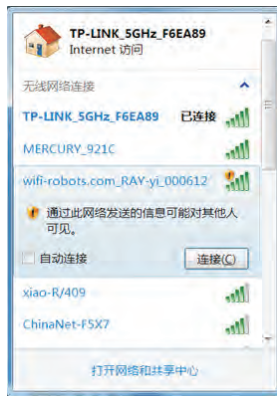 TP-LINK_5GHz_F6EA89
Internet 访问
无线网络连接
TP-LINK_5GHz_F6EA89 已连接
MERCURY_921C
wifi-robots.com_RAY-yi_000612
通过此网络发送的信息可能对其他人
可见。
自动连接 连接(C)
xiao-R/409
ChinaNet-F5X7
打开网络和共享中心